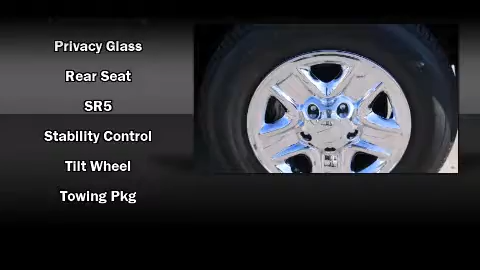 Privacy Glass
Rear Seat
SR5
Stability Control
Tilt Wheel
Towing Pkg